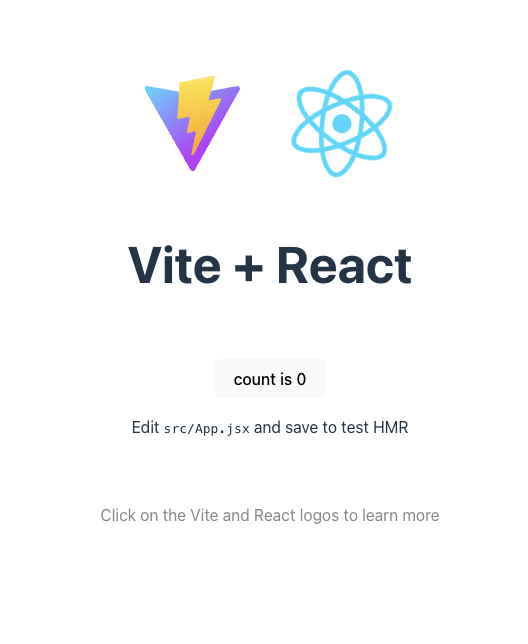 Vite + React
count is 0
Edit src/App.jsx and save to test HMR
Click on the Vite and React logos to learn more